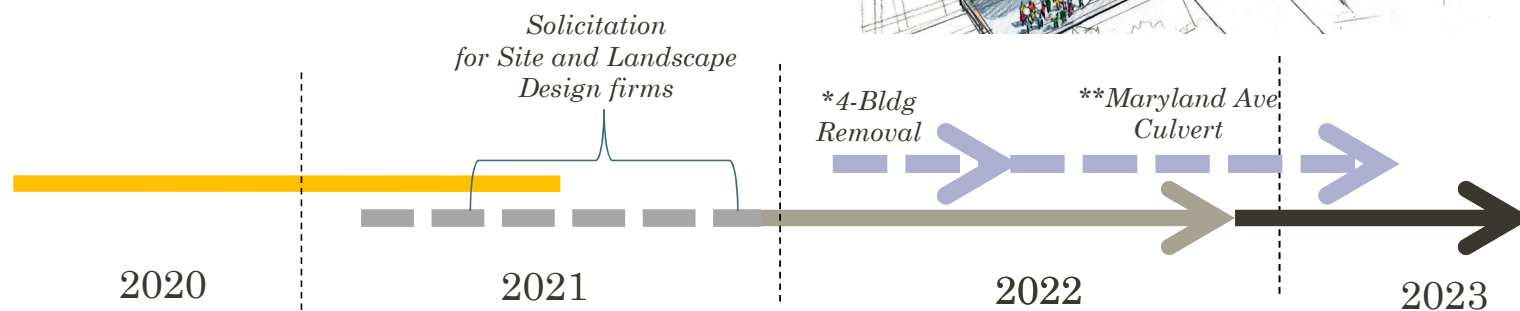 Solicitation
for Site and Landscape
Design firms
*4-Bldg
Removal
**Maryland Ave
Culvert
2020
2021
2022
2023